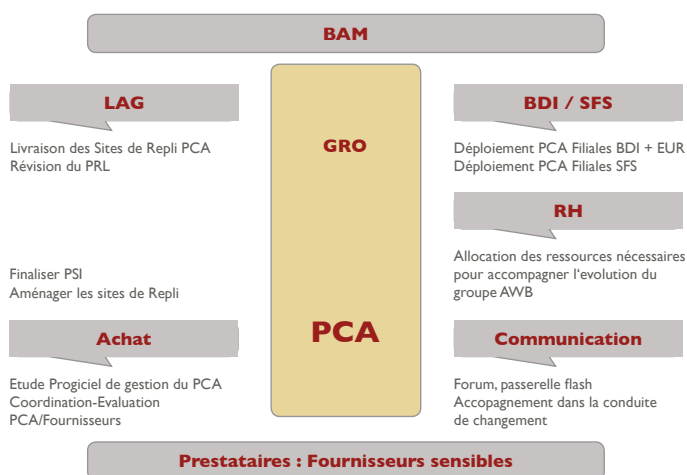 BAM
LAG
Livraison des Sites de Repli PCA
Révision du PRL
Finaliser PSI
Aménager les sites de Repli
Achat
Etude Progiciel de gestion du PCA
Coordination-Evaluation
PCA/Fournisseurs
GRO
PCA
BDI / SFS
Déploiement PCA Filiales BDI + EUR
Déploiement PCA Filiales SFS
RH
Allocation des ressources nécessaires
pour accompagner l'evolution du
groupe AWB
Communication
Forum, passerelle flash
Accopagnement dans la conduite
de changement
Prestataires : Fournisseurs sensibles